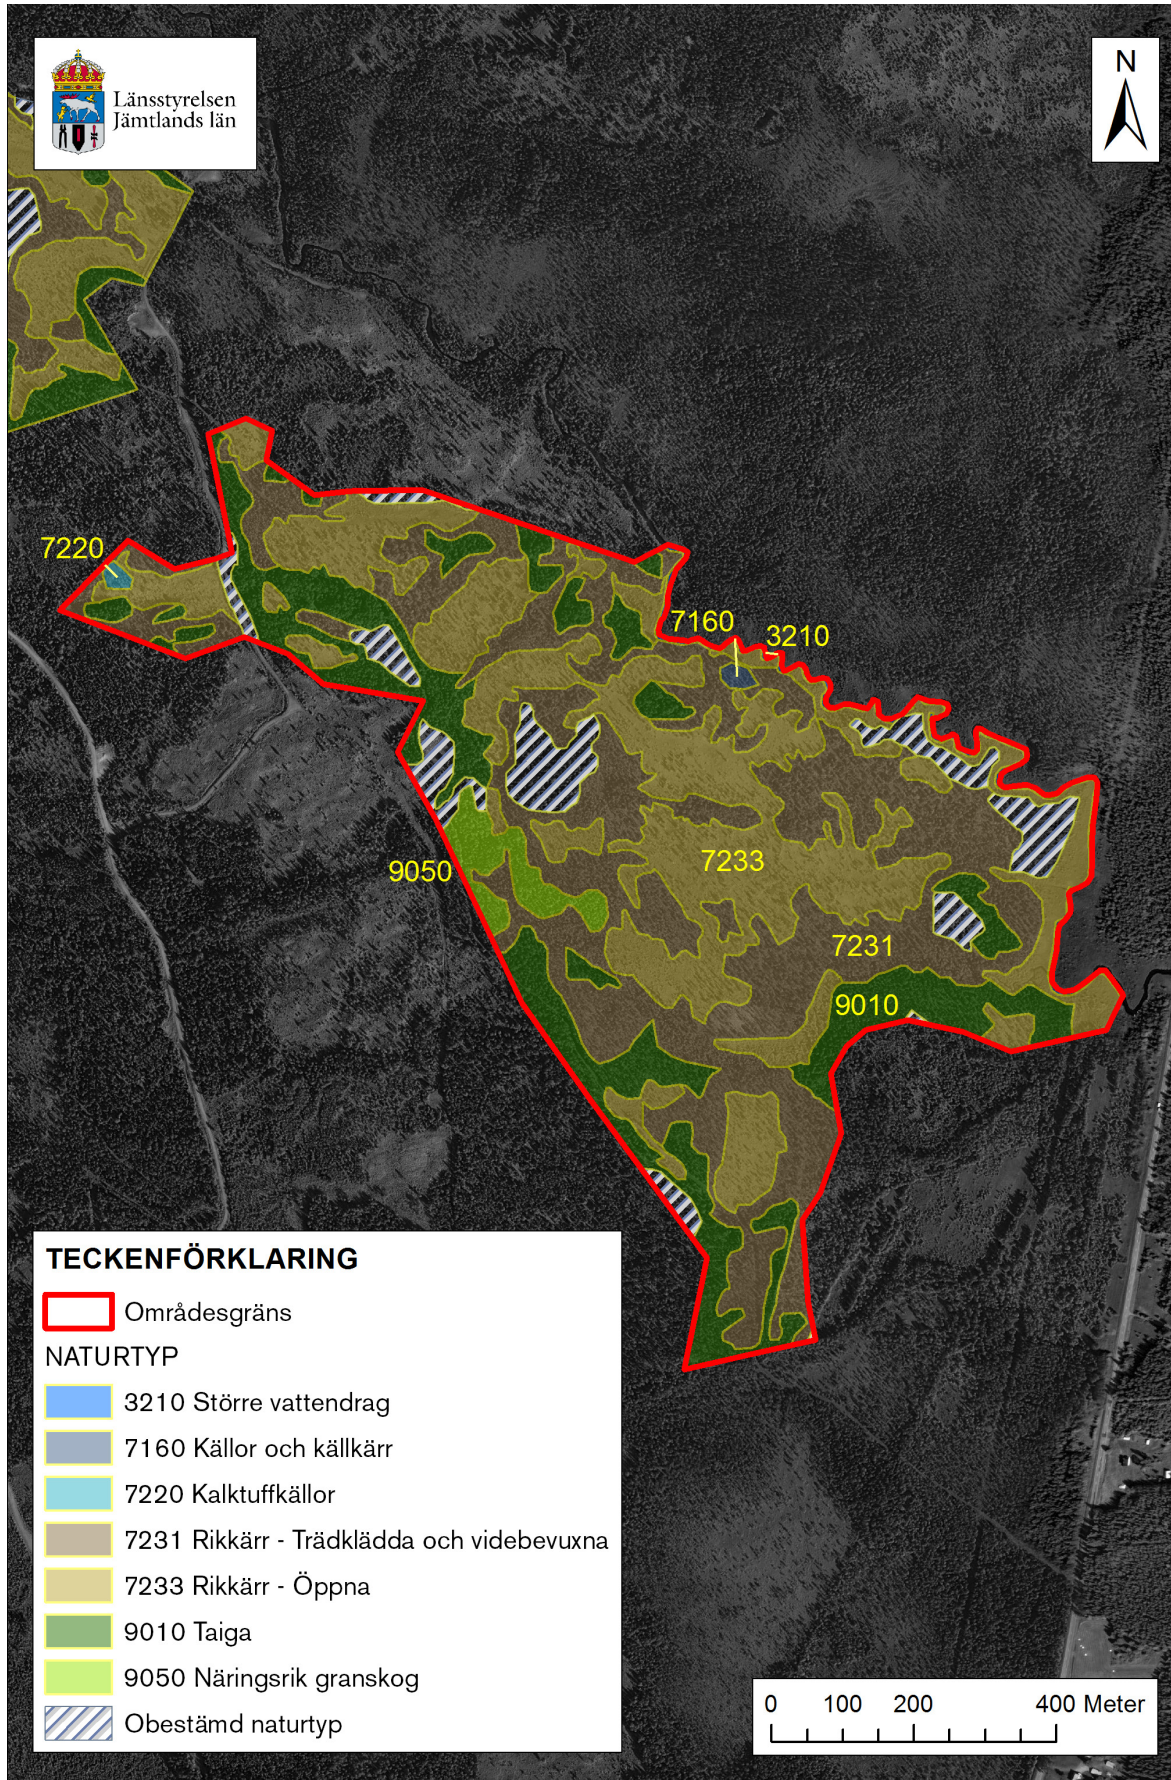 Länsstyrelsen
Jämtlands län
N
7220
7160
3210
9050
7233
7231
9010
TECKENFÖRKLARING
Områdesgräns
NATURTYP
3210 Större vattendrag
7160 Källor och källkärr
7220 Kalktuffkällor
7231 Rikkärr - Trädklädda och videbevuxna
7233 Rikkärr - Öppna
9010 Taiga
9050 Näringsrik granskog
Obestämd naturtyp
0 100 200 400 Meter